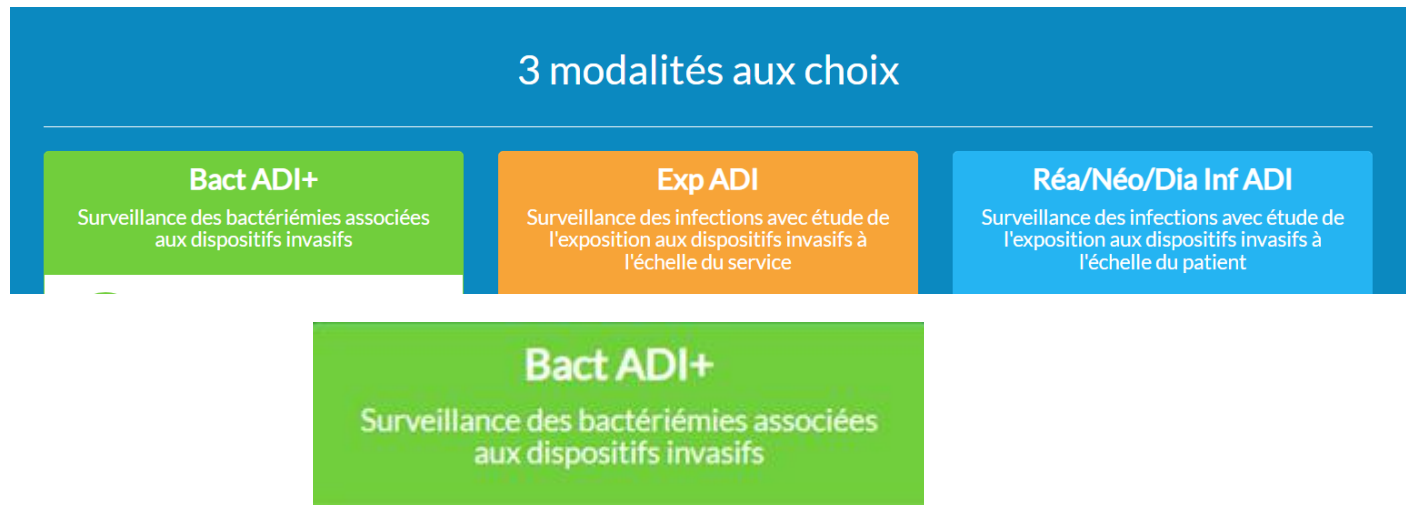 3 modalités aux choix
Bact ADI+
Surveillance des bactériémies associées
aux dispositifs invasifs
Exp ADI
Surveillance des infections avec étude de
l'exposition aux dispositifs invasifs à
l'échelle du service
Réa/Néo/Dia Inf ADI
Surveillance des infections avec étude de
l'exposition aux dispositifs invasifs à
l'échelle du patient
Bact ADI+
Surveillance des bactériémies associées
aux dispositifs invasifs